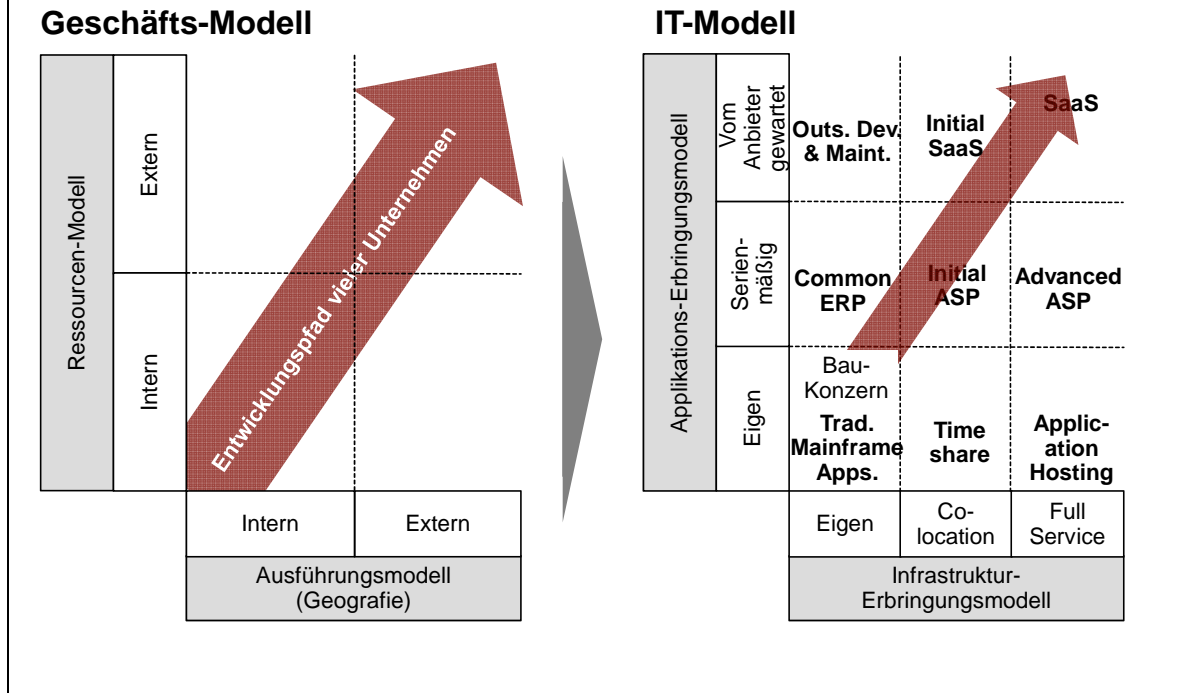 Geschäfts-Modell
Ressourcen-Modell
Extern
Intern
Entwicklungspfad vieler Unternehmen
Intern
Extern
Ausführungsmodell
(Geografie)
IT-Modell
Applikations-Erbringungsmodell
Vom
Anbieter
gewartet
Outs. Dev.
& Maint.
Initial
SaaS
SaaS
Serien-
mäßig
Common
ERP
Initial
ASP
Advanced
ASP
Eigen
Bau-
Konzern
Trad.
Mainframe
Apps.
Time
share
Applic-
ation
Hosting
Eigen
Co-
location
Full
Service
Infrastruktur-
Erbringungsmodell